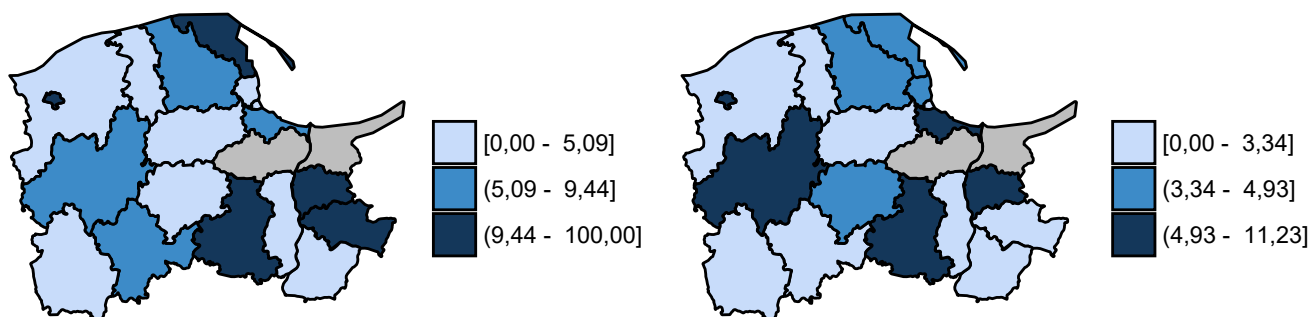 [0,00 - 5,09]
(5,09 - 9,44]
(9,44 - 100,00]
[0,00 - 3,34]
(3,34 - 4,93]
(4,93 - 11,23]